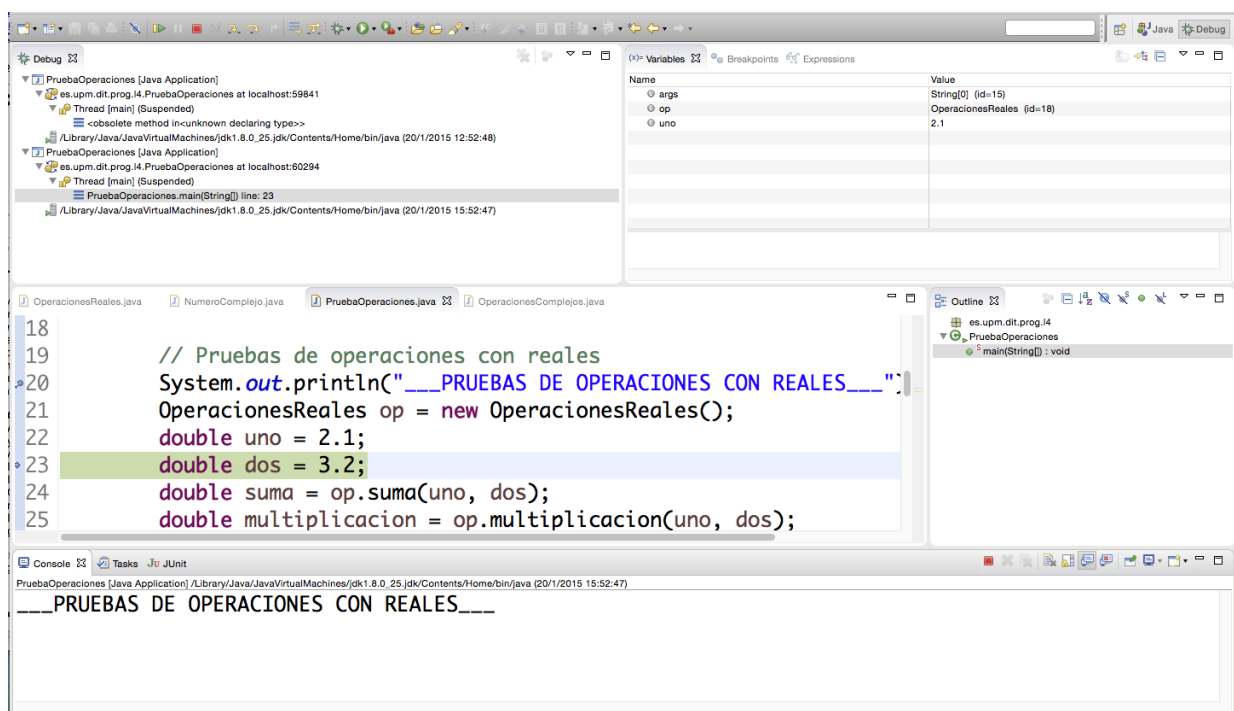 Java Debug
Debug
PruebaOperaciones [Java Application]
es.upm.dit.prog.l4.PruebaOperaciones at localhost:59841
Thread [main] (Suspended)
<obsolete method in<unknown declaring type>>
/Library/Java/JavaVirtualMachines/jdk1.8.0_25.jdk/Contents/Home/bin/java (20/1/2015 12:52:48)
PruebaOperaciones [Java Application]
es.upm.dit.prog.l4.PruebaOperaciones at localhost:60294
Thread [main] (Suspended)
PruebaOperaciones.main(String[]) line: 23
/Library/Java/JavaVirtualMachines/jdk1.8.0_25.jdk/Contents/Home/bin/java (20/1/2015 15:52:47)
(x)= Variables Breakpoints Expressions
Name Value
args String[0] (id=15)
op OperacionesReales (id=18)
uno 2.1
OperacionesReales.java NumeroComplejo.java PruebaOperaciones.java OperacionesComplejos.java
18
19 // Pruebas de operaciones con reales
20 System.out.println("___PRUEBAS DE OPERACIONES CON REALES___")
21 OperacionesReales op = new OperacionesReales();
22 double uno = 2.1;
23 double dos = 3.2;
24 double suma = op.suma(uno, dos);
25 double multiplicacion = op.multiplicacion(uno, dos);
Outline
es.upm.dit.prog.l4
PruebaOperaciones
main(String[]) : void
Console Tasks JUnit
PruebaOperaciones [Java Application] /Library/Java/JavaVirtualMachines/jdk1.8.0_25.jdk/Contents/Home/bin/java (20/1/2015 15:52:47)
___PRUEBAS DE OPERACIONES CON REALES___